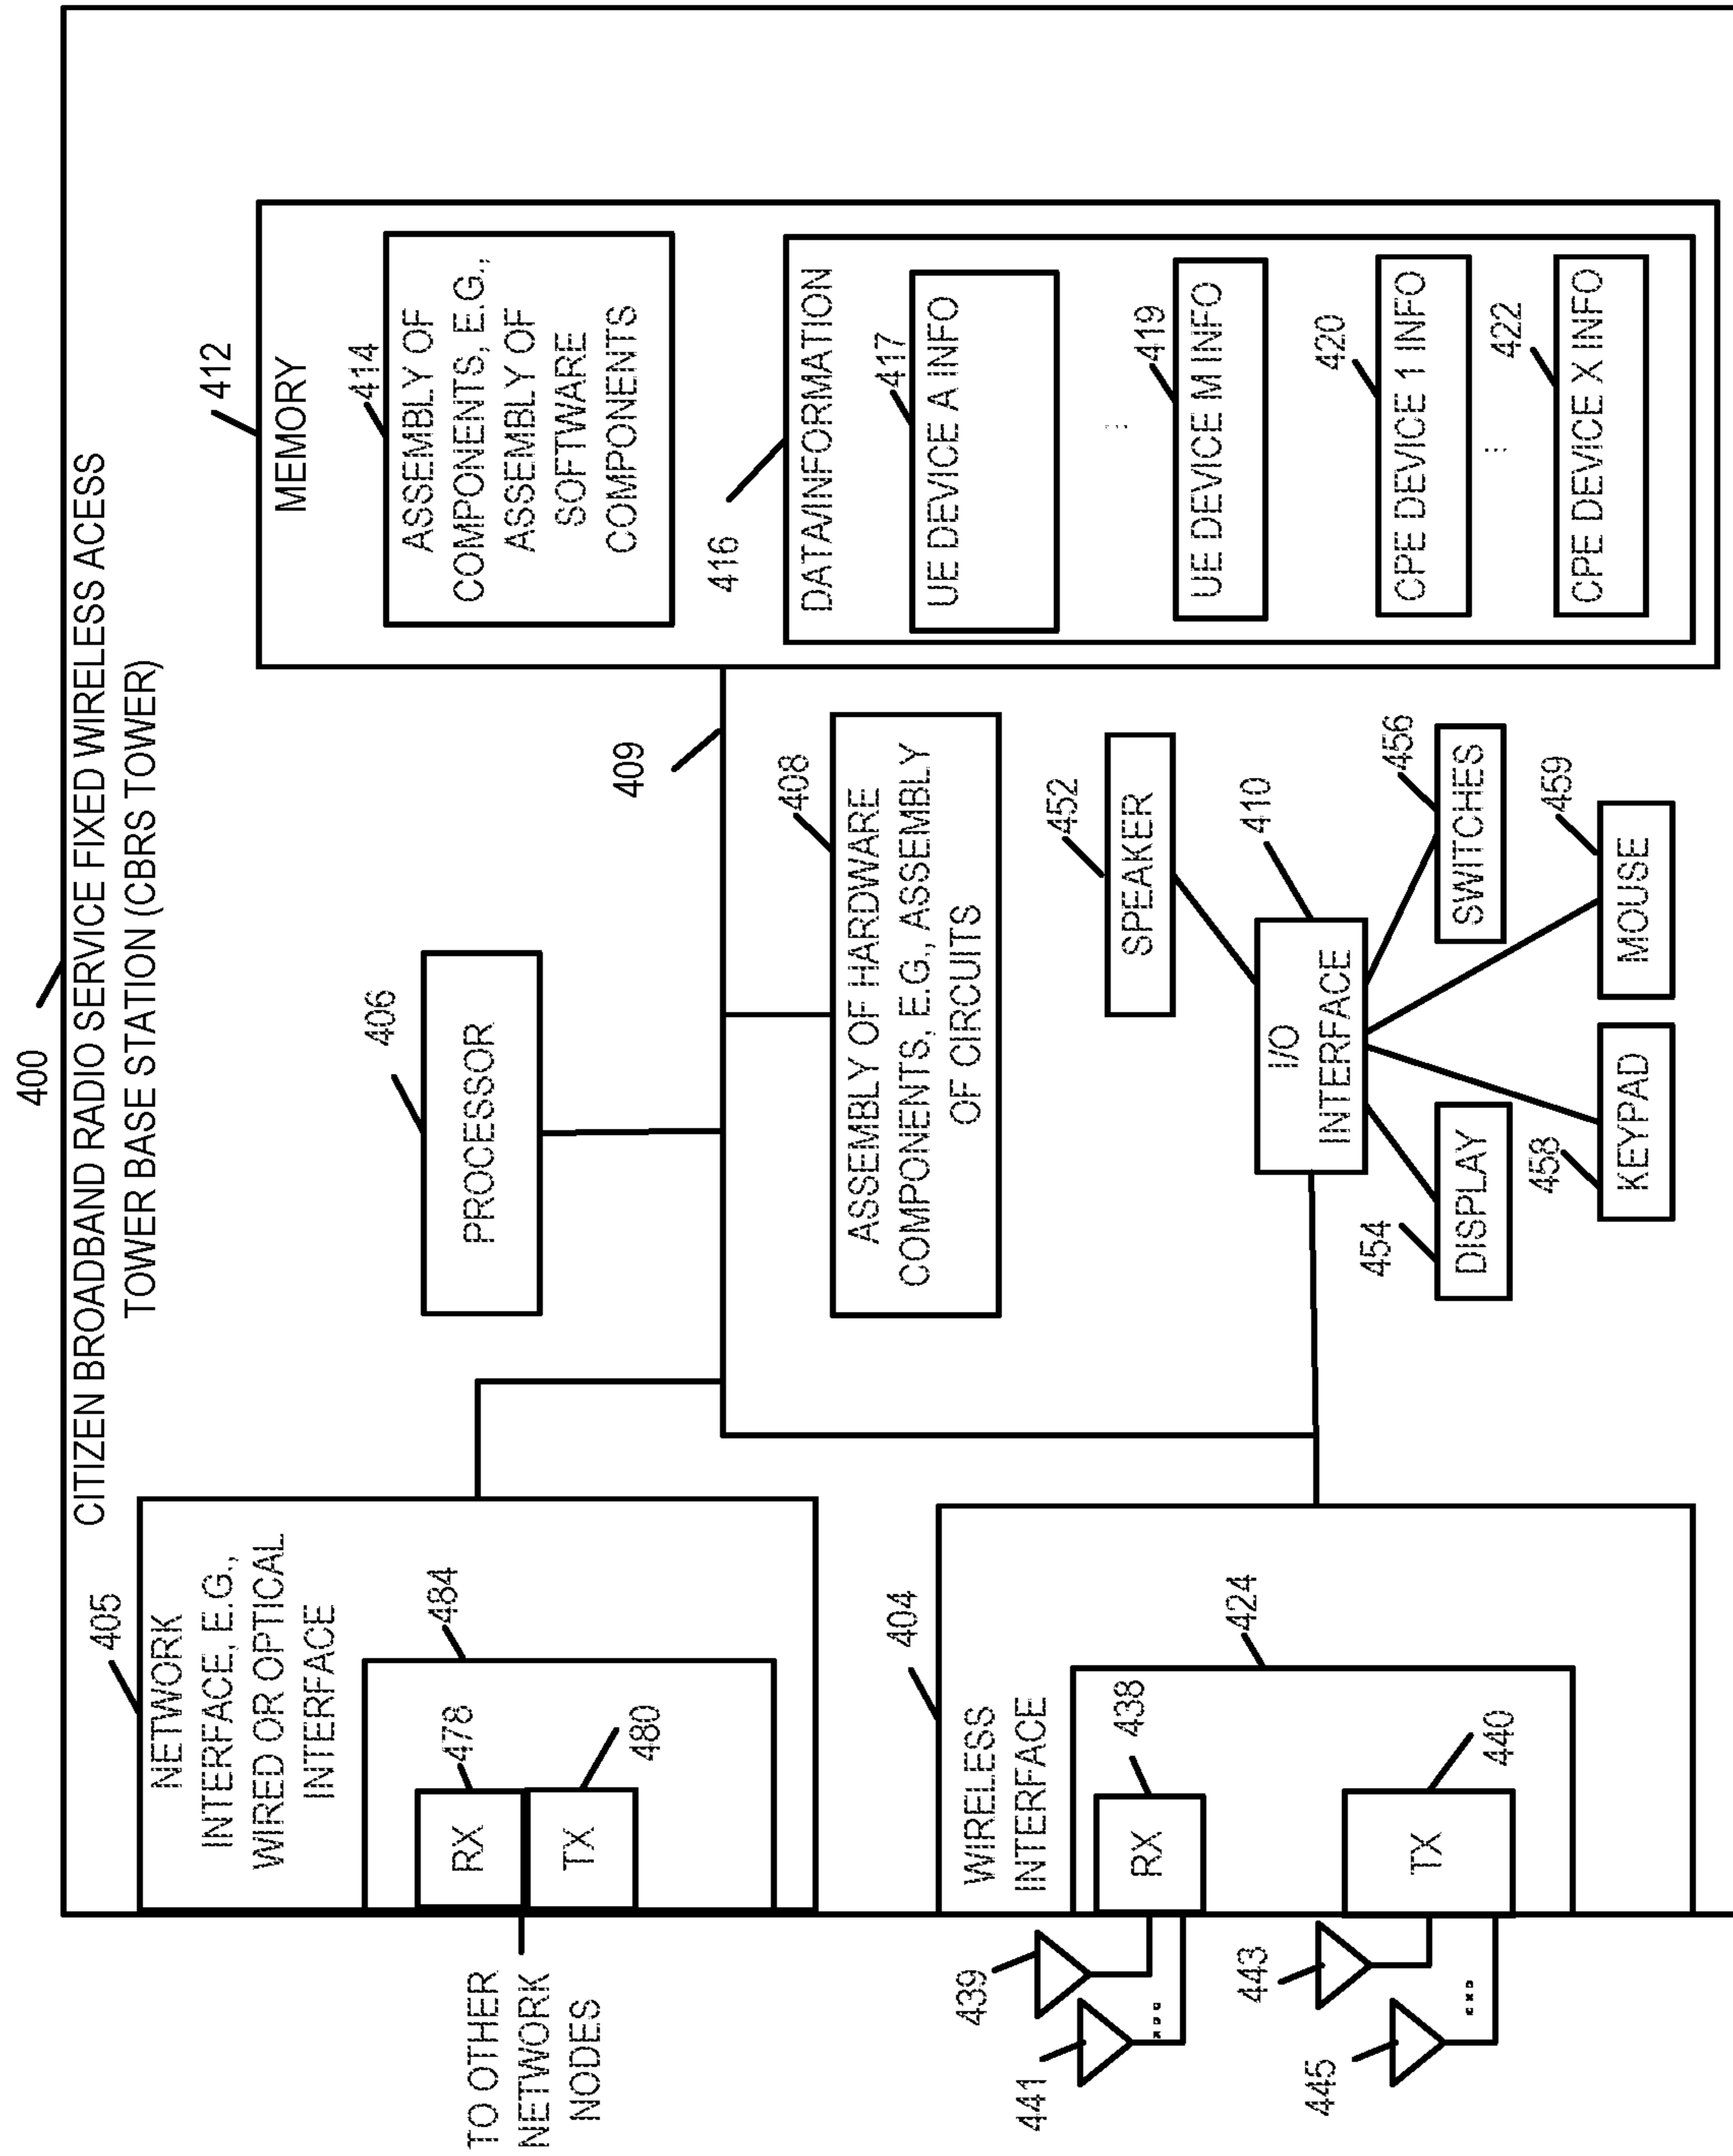 400
CITIZEN BROADBAND RADIO SERVICE FIXED WIRELESS ACESS
TOWER BASE STATION (CBRS TOWER)
405
NETWORK
INTERFACE, E.G.,
WIRED OR OPTICAL
INTERFACE
484
RX
478
TX
480
TO OTHER
NETWORK
NODES
404
WIRELESS
INTERFACE
424
RX
438
TX
440
439
441
443
445
406
PROCESSOR
409
408
ASSEMBLY OF HARDWARE
COMPONENTS, E.G., ASSEMBLY
OF CIRCUITS
452
SPEAKER
410
I/O
INTERFACE
456
SWITCHES
459
MOUSE
454
DISPLAY
458
KEYPAD
412
MEMORY
414
ASSEMBLY OF
COMPONENTS, E.G.,
ASSEMBLY OF
SOFTWARE
COMPONENTS
416
DATA/INFORMATION
417
UE DEVICE A INFO
419
UE DEVICE M INFO
420
CPE DEVICE 1 INFO
422
CPE DEVICE X INFO